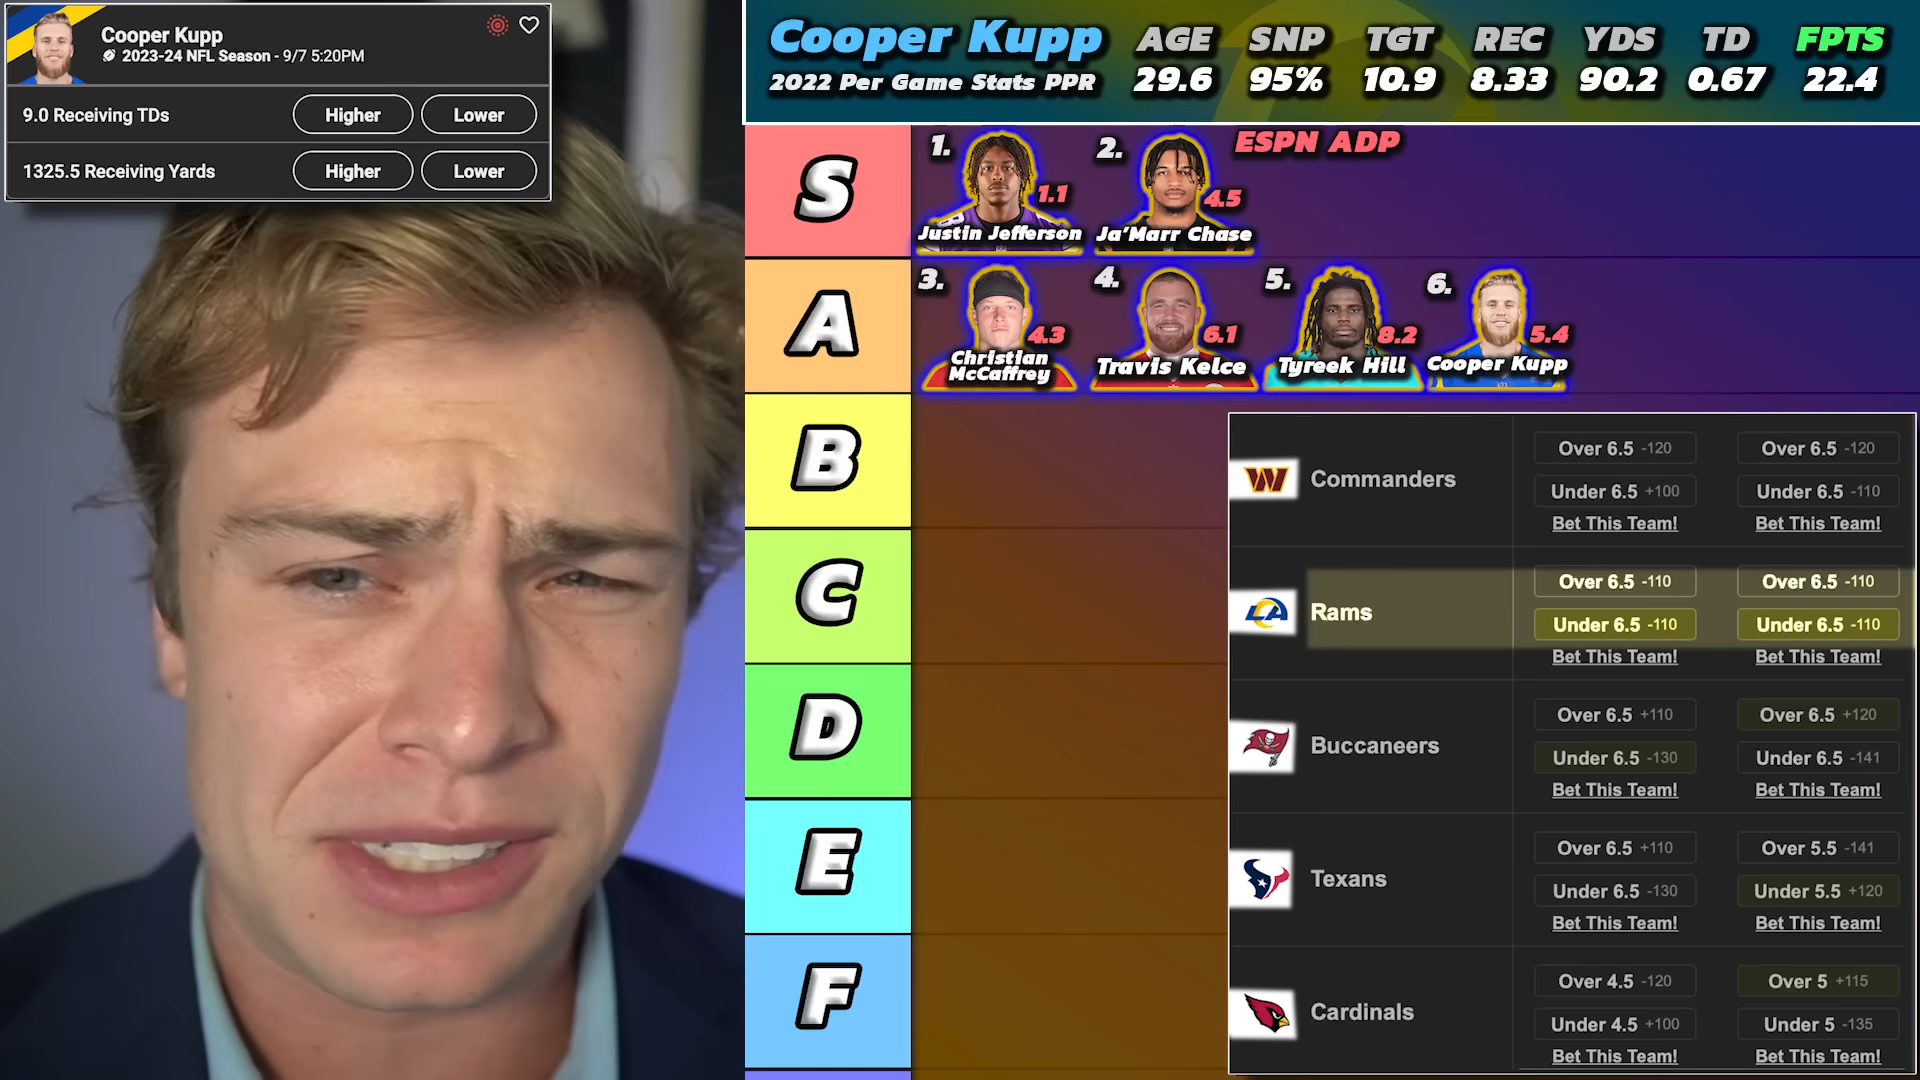 Cooper Kupp
2023-24 NFL Season - 9/7 5:20PM
9.0 Receiving TDs Higher Lower
1325.5 Receiving Yards Higher Lower
Cooper Kupp AGE SNP TGT REC YDS TD FPTS
2022 Per Game Stats PPR 29.6 95% 10.9 8.33 90.2 0.67 22.4
ESPN ADP
S
1. 1.1 Justin Jefferson
2. 4.5 Ja'Marr Chase
A
3. 4.3 Christian
McCaffrey
4. 6.1 Travis Kelce
5. 8.2 Tyreek Hill
6. 5.4 Cooper Kupp
B
C
D
E
F
W
Commanders
Over 6.5 -120 Over 6.5 -120
Under 6.5 +100 Under 6.5 -110
Bet This Team! Bet This Team!
Rams
Over 6.5 -110 Over 6.5 -110
Under 6.5 -110 Under 6.5 -110
Bet This Team! Bet This Team!
Buccaneers
Over 6.5 +110 Over 6.5 +120
Under 6.5 -130 Under 6.5 -141
Bet This Team! Bet This Team!
Texans
Over 6.5 +110 Over 5.5 -141
Under 6.5 -130 Under 5.5 +120
Bet This Team! Bet This Team!
Cardinals
Over 4.5 -120 Over 5 +115
Under 4.5 +100 Under 5 -135
Bet This Team! Bet This Team!